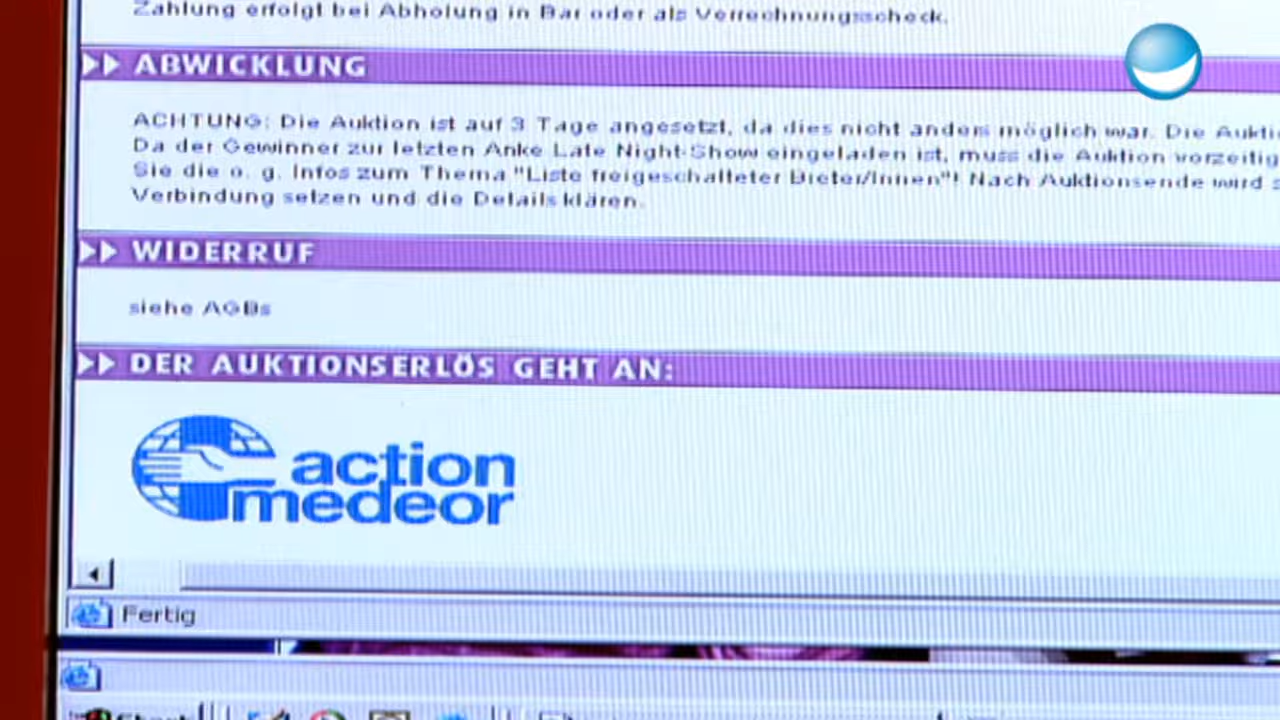 Zahlung erfolgt bei Abholung in Bar oder als Verrechnungsscheck.
ABWICKLUNG
ACHTUNG: Die Auktion ist auf 3 Tage angesetzt, da dies nicht anders möglich war. Die Aukti
Da der Gewinner zur letzten Anke Late Night-Show eingeladen ist, muss die Auktion vorzeitig
Sie die o. g. Infos zum Thema "Liste freigeschalteter Bieter/Innen"! Nach Auktionsende wird s
Verbindung setzen und die Details klären.
WIDERRUF
siehe AGBs
DER AUKTIONSERLÖS GEHT AN:
action
medeor
Fertig